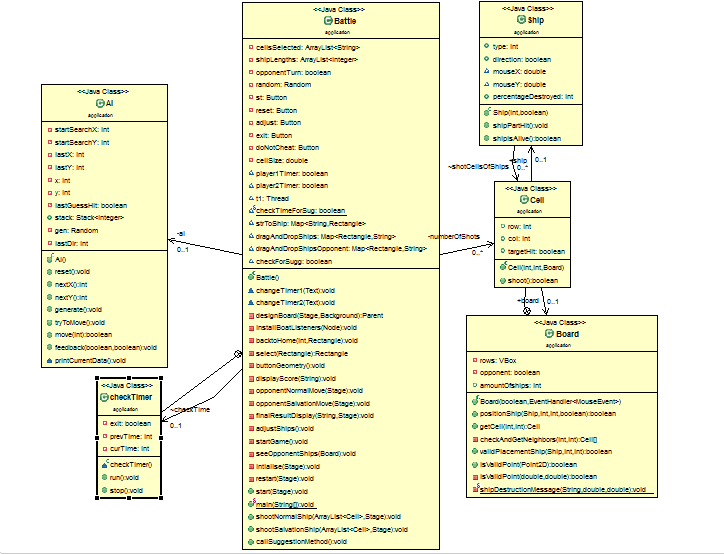 <<Java Class>>
Battle
application
cellsSelected: ArrayList<String>
shipLengths: ArrayList<Integer>
opponentTurn: boolean
random: Random
st: Button
reset: Button
adjust: Button
exit: Button
doNotCheat: Button
cellSize: double
player1Timer: boolean
player2Timer: boolean
t1: Thread
checkTimeForSug: boolean
strToShip: Map<String,Rectangle>
dragAndDropShips: Map<Rectangle,String>
dragAndDropShipsOpponent: Map<Rectangle,String>
checkForSugg: boolean
Battle()
changeTimer1(Text):void
changeTimer2(Text):void
designBoard(Stage,Background):Parent
installBoatListeners(Node):void
backtoHome(int,Rectangle):void
select(Rectangle):Rectangle
buttonGeometry():void
displayScore(String):void
opponentNormalMove(Stage):void
opponentSalvationMove(Stage):void
finalResultDisplay(String,Stage):void
adjustShips():void
startGame():void
seeOpponentShips(Board):void
intialise(Stage):void
restart(Stage):void
start(Stage):void
main(String[]):void
shootNormalShip(ArrayList<Cell>,Stage):void
shootSalvationShip(ArrayList<Cell>,Stage):void
callSuggestionMethod():void
<<Java Class>>
Ship
application
type: int
direction: boolean
mouseX: double
mouseY: double
percentageDestroyed: int
Ship(int,boolean)
shipPartHit():void
shipIsAlive():boolean
<<Java Class>>
AI
application
startSearchX: int
startSearchY: int
lastX: int
lastY: int
x: int
y: int
lastGuessHit: boolean
stack: Stack<Integer>
gen: Random
lastDir: int
AI()
reset():void
nextX():int
nextY():int
generate():void
tryToMove():void
move(int):boolean
feedback(boolean,boolean):void
printCurrentData():void
-ai
0..1
~shotCellsOfShips
+ship
0..*
0..1
<<Java Class>>
Cell
application
row: int
col: int
targetHit: boolean
Cell(int,int,Board)
shoot():boolean
-numberOfShots
0..*
+board
0..1
<<Java Class>>
Board
application
rows: VBox
opponent: boolean
amountOfships: int
Board(boolean,EventHandler<MouseEvent>)
positionShip(Ship,int,int,boolean):boolean
getCell(int,int):Cell
checkAndGetNeighbors(int,int):Cell[]
validPlacementShip(Ship,int,int):boolean
isValidPoint(Point2D):boolean
isValidPoint(double,double):boolean
shipDestructionMessage(String,double,double):void
<<Java Class>>
checkTimer
application
exit: boolean
prevTime: int
curTime: int
checkTimer()
run():void
stop():void
~checkTime
0..1